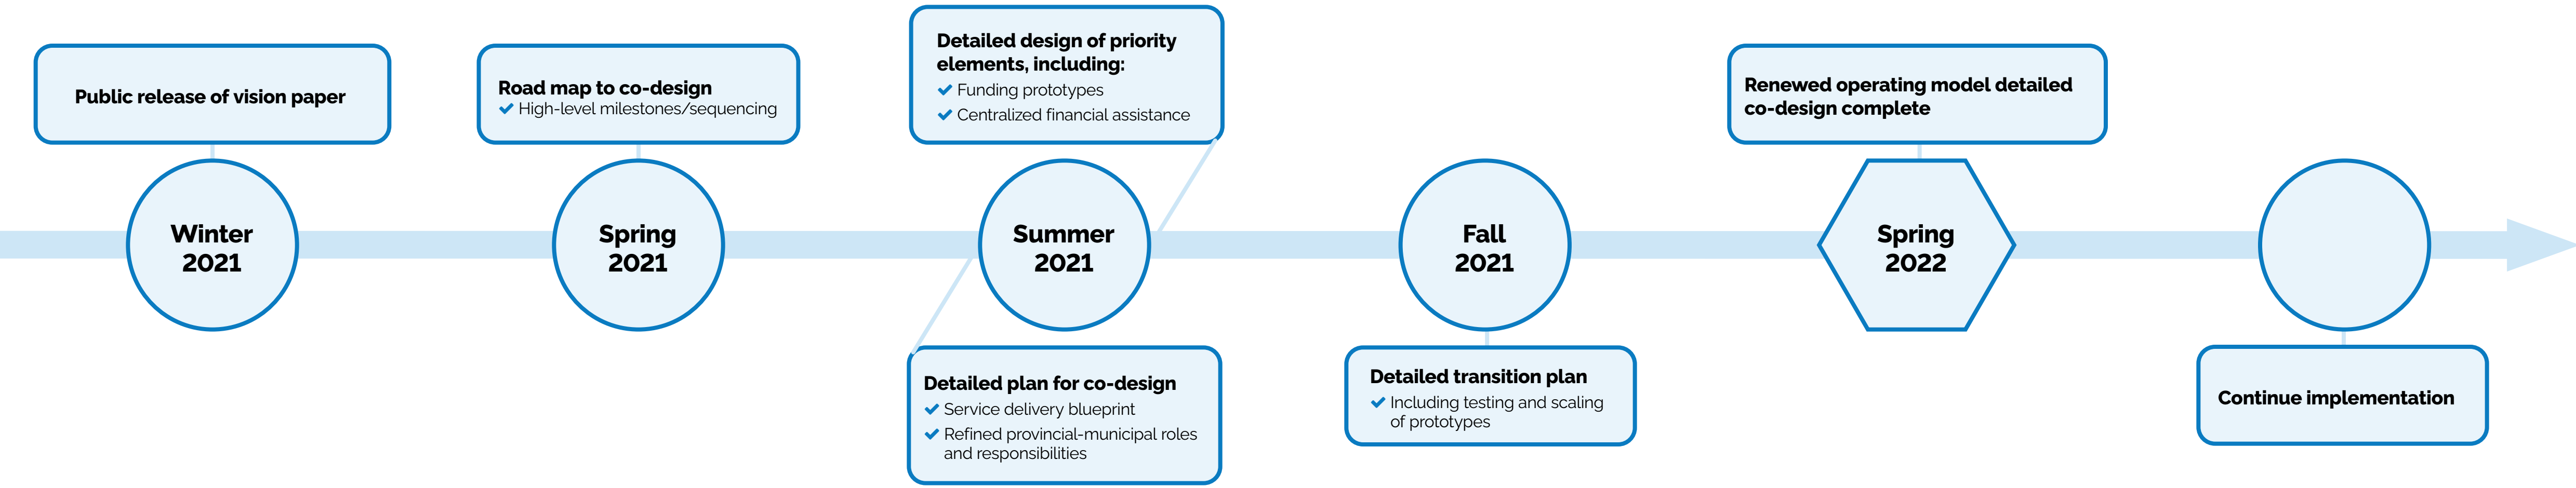 Public release of vision paper
Winter
2021
Road map to co-design
High-level milestones/sequencing
Spring
2021
Detailed design of priority
elements, including:
Funding prototypes
Centralized financial assistance
Summer
2021
Detailed plan for co-design
Service delivery blueprint
Refined provincial-municipal roles
and responsibilities
Fall
2021
Detailed transition plan
Including testing and scaling
of prototypes
Renewed operating model detailed
co-design complete
Spring
2022
Continue implementation